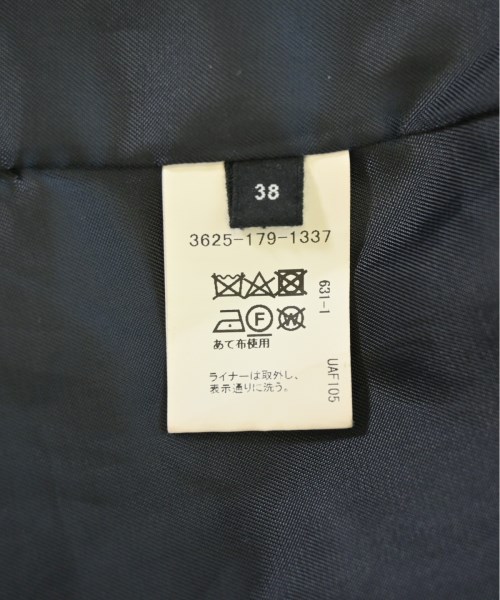 38
3625-179-1337
F W
あて布使用
ライナーは取外し、
表示通りに洗う。
631-1
UAF105